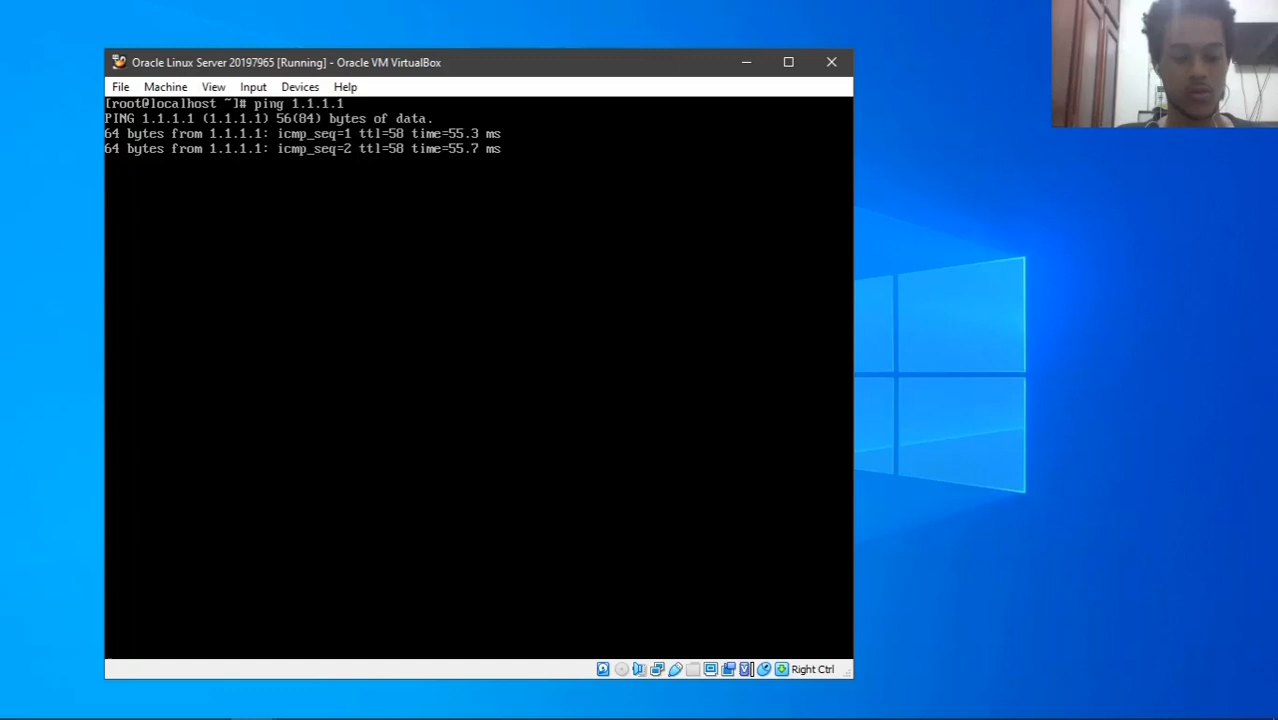 Oracle Linux Server 20197965 [Running] - Oracle VM VirtualBox
File Machine View Input Devices Help
[root@localhost ~]# ping 1.1.1.1
PING 1.1.1.1 (1.1.1.1) 56(84) bytes of data.
64 bytes from 1.1.1.1: icmp_seq=1 ttl=58 time=55.3 ms
64 bytes from 1.1.1.1: icmp_seq=2 ttl=58 time=55.7 ms
Right Ctrl